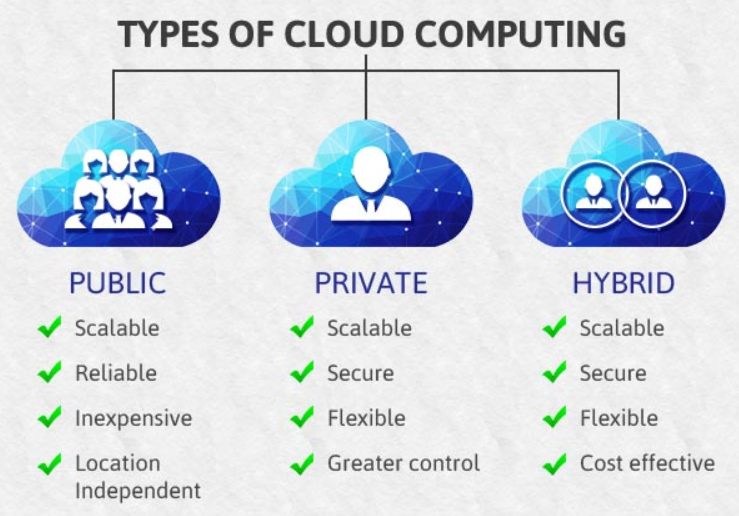 TYPES OF CLOUD COMPUTING
PUBLIC
Scalable
Reliable
Inexpensive
Location
Independent
PRIVATE
Scalable
Secure
Flexible
Greater control
HYBRID
Scalable
Secure
Flexible
Cost effective